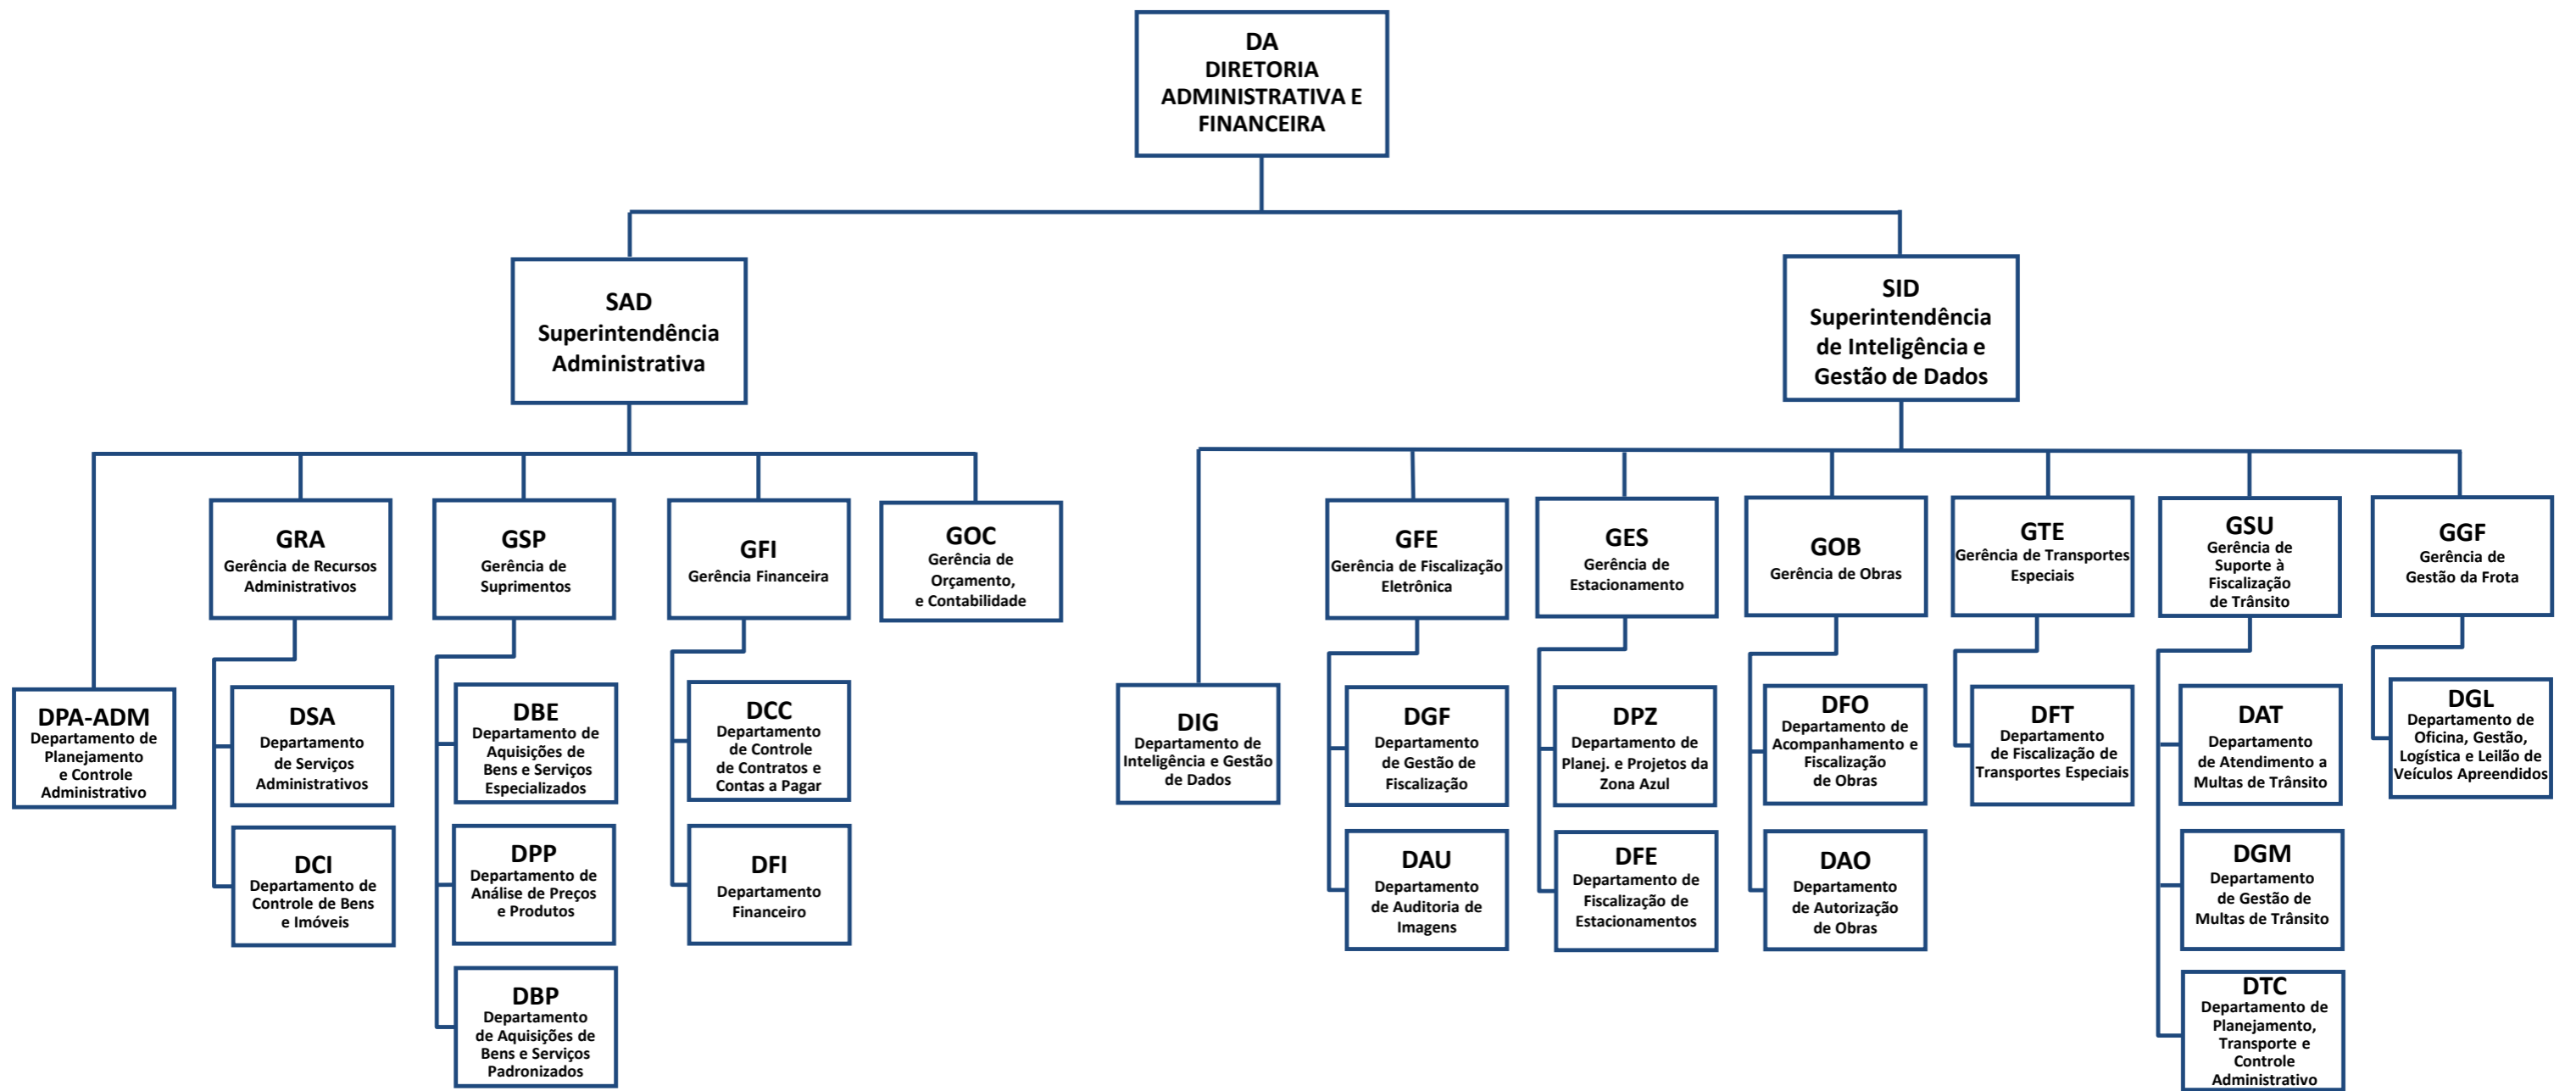 DA
DIRETORIA
ADMINISTRATIVA E
FINANCEIRA
SAD
Superintendência
Administrativa
SID
Superintendência
de Inteligência e
Gestão de Dados
GRA
Gerência de Recursos
Administrativos
GSP
Gerência de
Suprimentos
GFI
Gerência Financeira
GOC
Gerência de
Orçamento,
e Contabilidade
GFE
Gerência de Fiscalização
Eletrônica
GES
Gerência de
Estacionamento
GOB
Gerência de Obras
GTE
Gerência de Transportes
Especiais
GSU
Gerência de
Suporte à
Fiscalização
de Trânsito
GGF
Gerência de
Gestão da Frota
DPA-ADM
Departamento de
Planejamento
e Controle
Administrativo
DSA
Departamento
de Serviços
Administrativos
DBE
Departamento de
Aquisições de
Bens e Serviços
Especializados
DCC
Departamento
de Controle
de Contratos e
Contas a Pagar
DIG
Departamento de
Inteligência e Gestão
de Dados
DGF
Departamento
de Gestão de
Fiscalização
DPZ
Departamento de
Planej. e Projetos da
Zona Azul
DFO
Departamento de
Acompanhamento e
Fiscalização
de Obras
DFT
Departamento
de Fiscalização de
Transportes Especiais
DAT
Departamento
de Atendimento a
Multas de Trânsito
DGL
Departamento de
Oficina, Gestão,
Logística e Leilão de
Veículos Apreendidos
DCI
Departamento de
Controle de Bens
e Imóveis
DPP
Departamento de
Análise de Preços
e Produtos
DFI
Departamento
Financeiro
DAU
Departamento
de Auditoria de
Imagens
DFE
Departamento de
Fiscalização de
Estacionamentos
DAO
Departamento
de Autorização
de Obras
DGM
Departamento
de Gestão de
Multas de Trânsito
DBP
Departamento
de Aquisições de
Bens e Serviços
Padronizados
DTC
Departamento de
Planejamento,
Transporte e
Controle
Administrativo